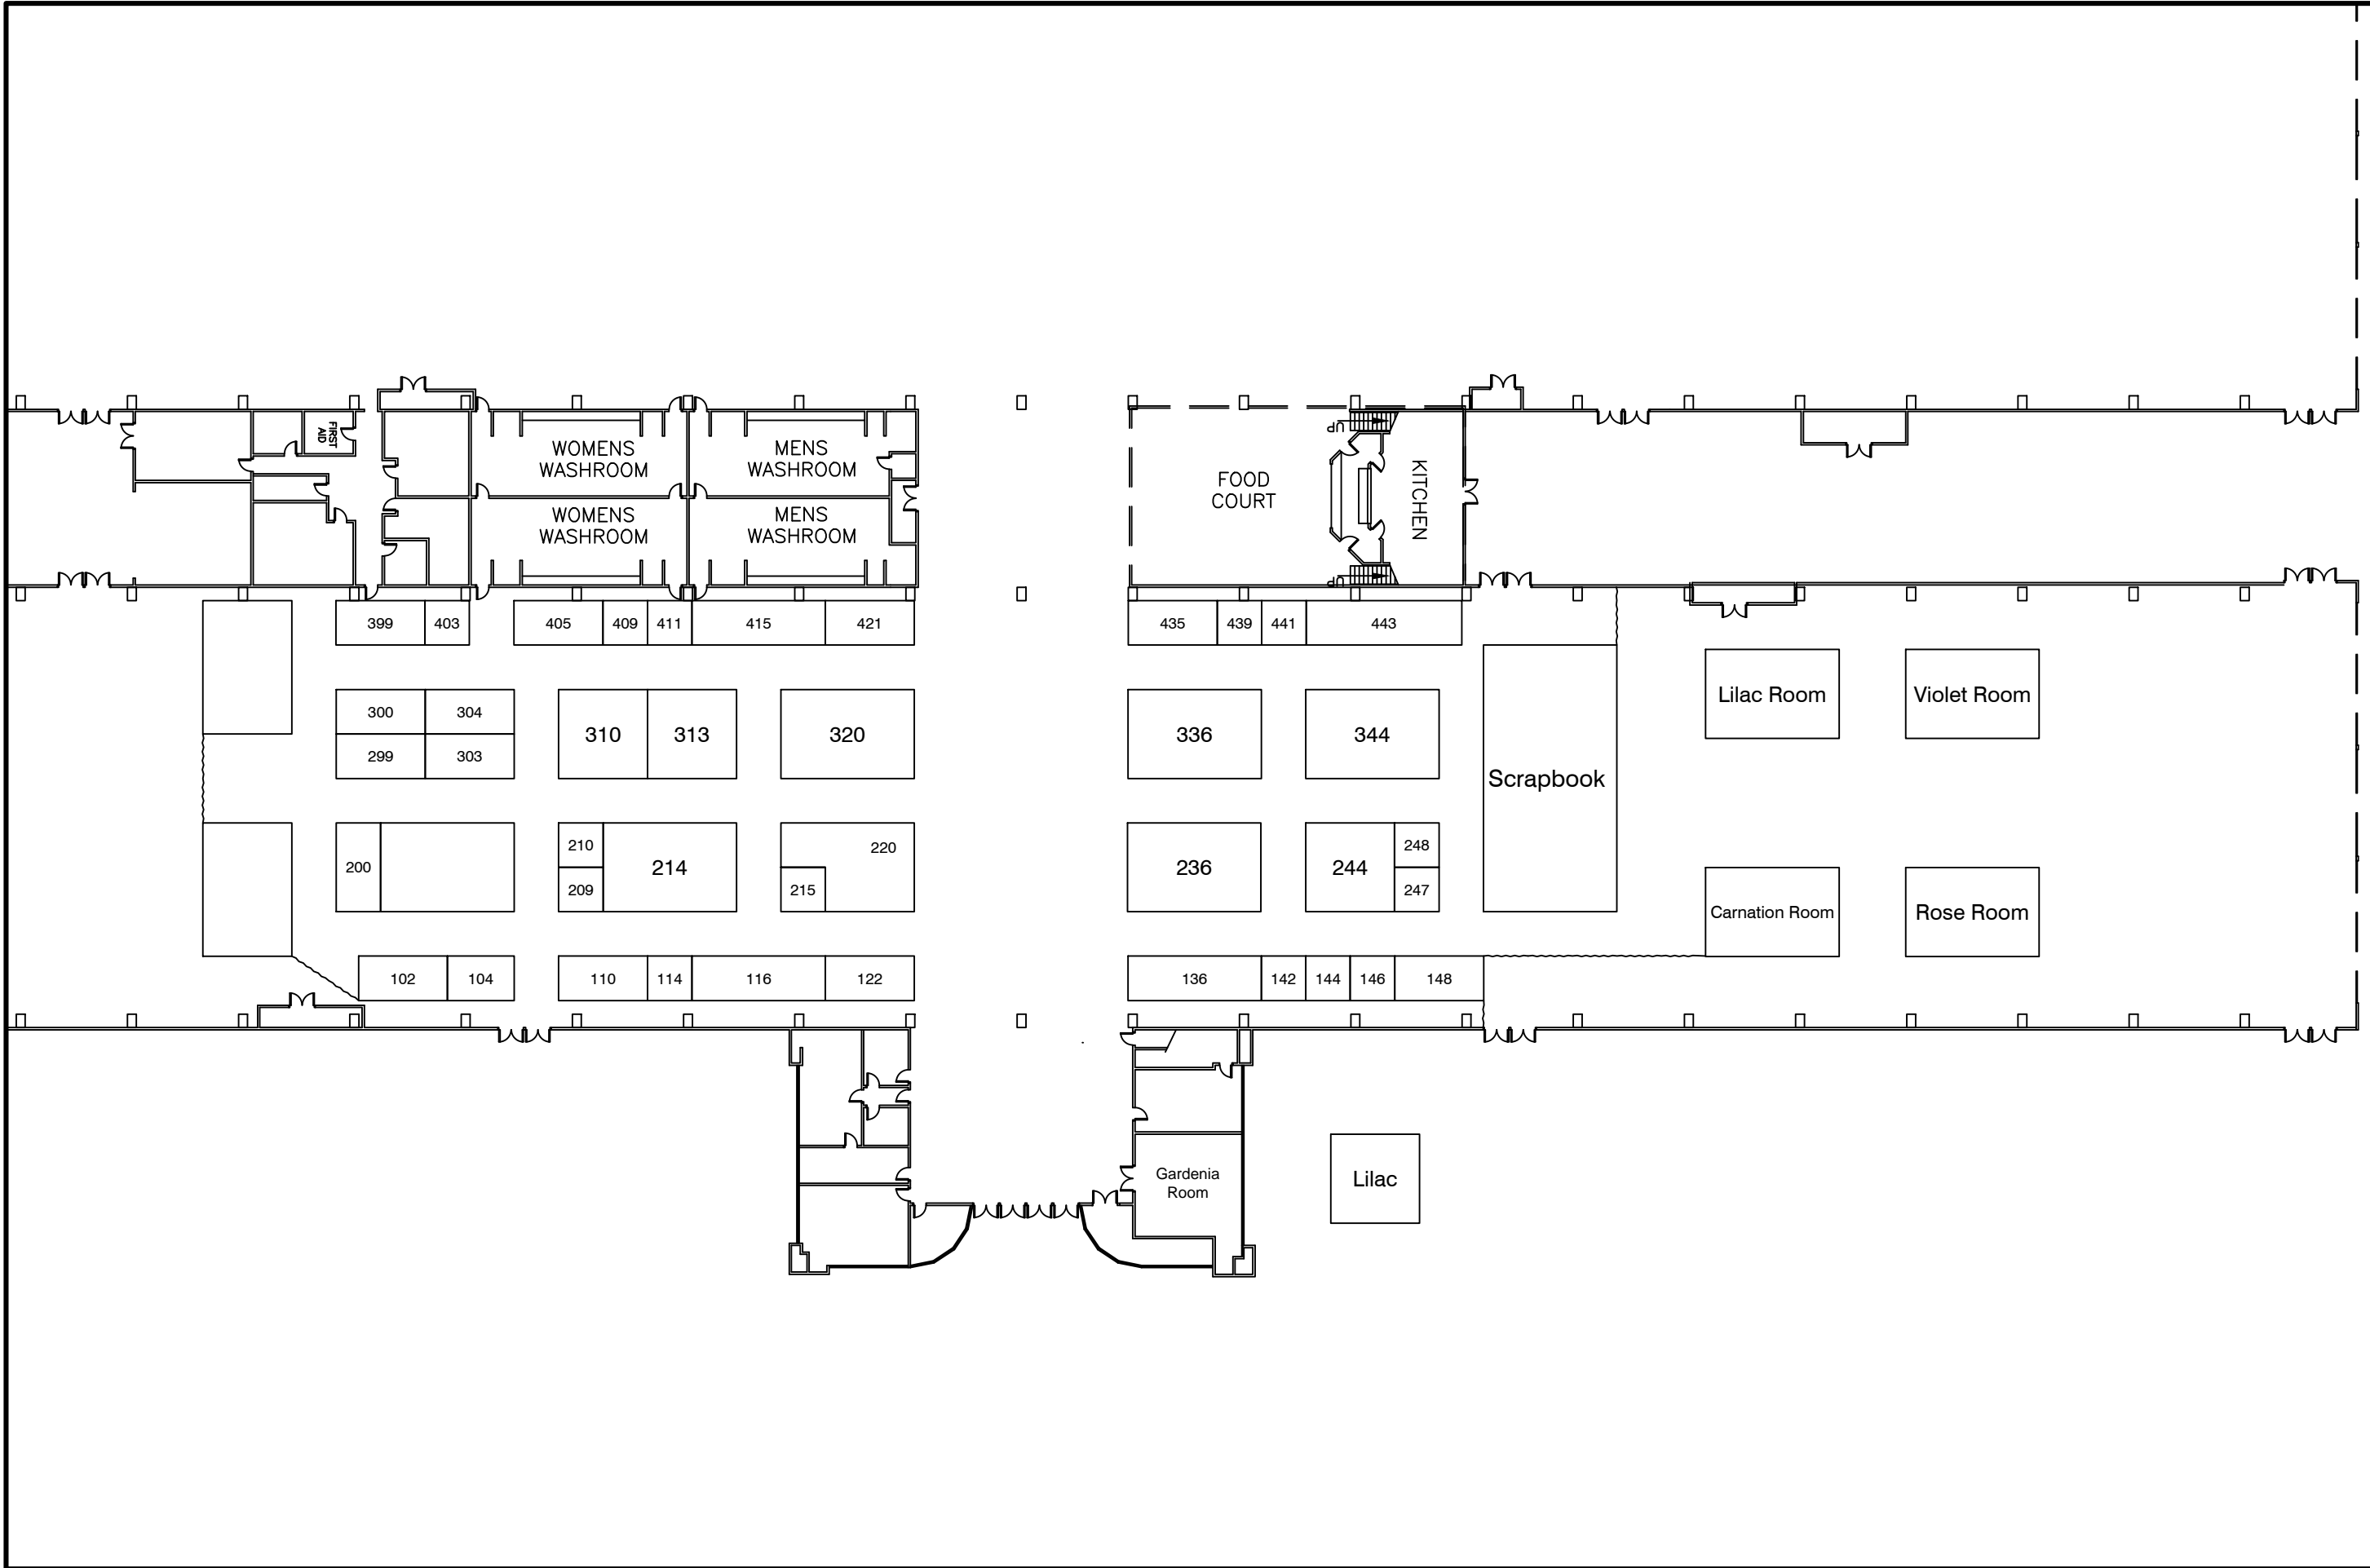 FIRST
AID
WOMENS
WASHROOM
MENS
WASHROOM
WOMENS
WASHROOM
MENS
WASHROOM
FOOD
COURT
UP
KITCHEN
UP
399
403
405
409
411
415
421
435
439
441
443
300
304
299
303
310
313
320
336
344
Scrapbook
Lilac Room
Violet Room
200
210
209
214
220
215
236
244
248
247
Carnation Room
Rose Room
102
104
110
114
116
122
136
142
144
146
148
Gardenia
Room
Lilac